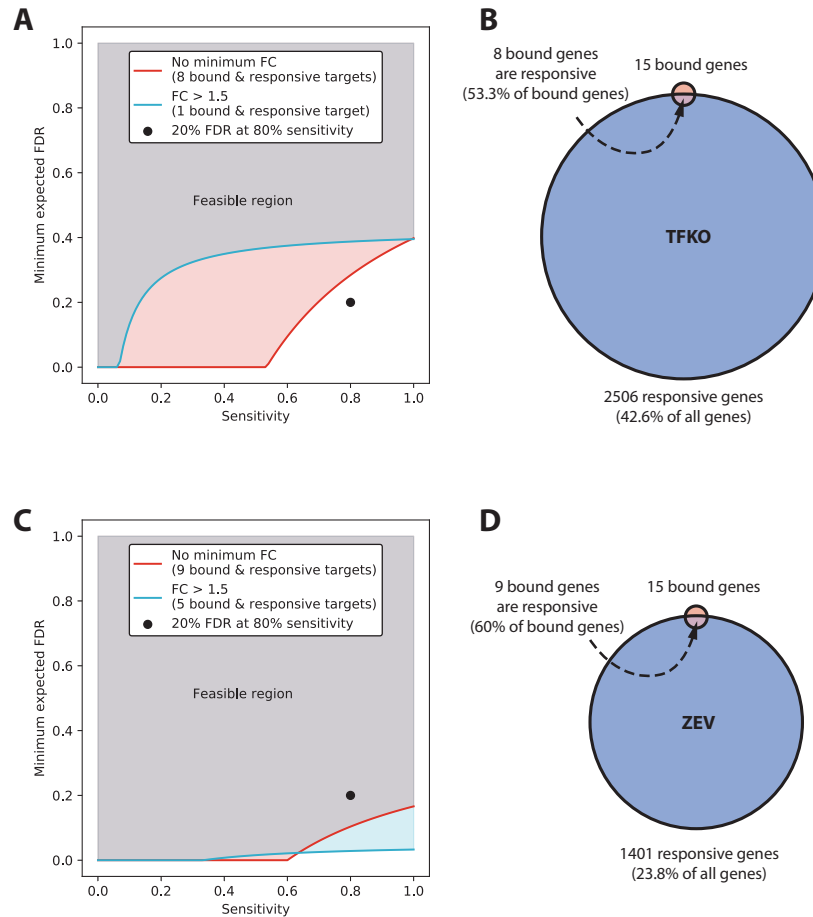 A
1.0
0.8
0.6
0.4
0.2
0.0
Minimum expected FDR
No minimum FC
(8 bound & responsive targets)
FC > 1.5
(1 bound & responsive target)
20% FDR at 80% sensitivity
Feasible region
0.0 0.2 0.4 0.6 0.8 1.0
Sensitivity
B
8 bound genes
are responsive
(53.3% of bound genes)
15 bound genes
TFKO
2506 responsive genes
(42.6% of all genes)
C
1.0
0.8
0.6
0.4
0.2
0.0
Minimum expected FDR
No minimum FC
(9 bound & responsive targets)
FC > 1.5
(5 bound & responsive targets)
20% FDR at 80% sensitivity
Feasible region
0.0 0.2 0.4 0.6 0.8 1.0
Sensitivity
D
9 bound genes
are responsive
(60% of bound genes)
15 bound genes
ZEV
1401 responsive genes
(23.8% of all genes)